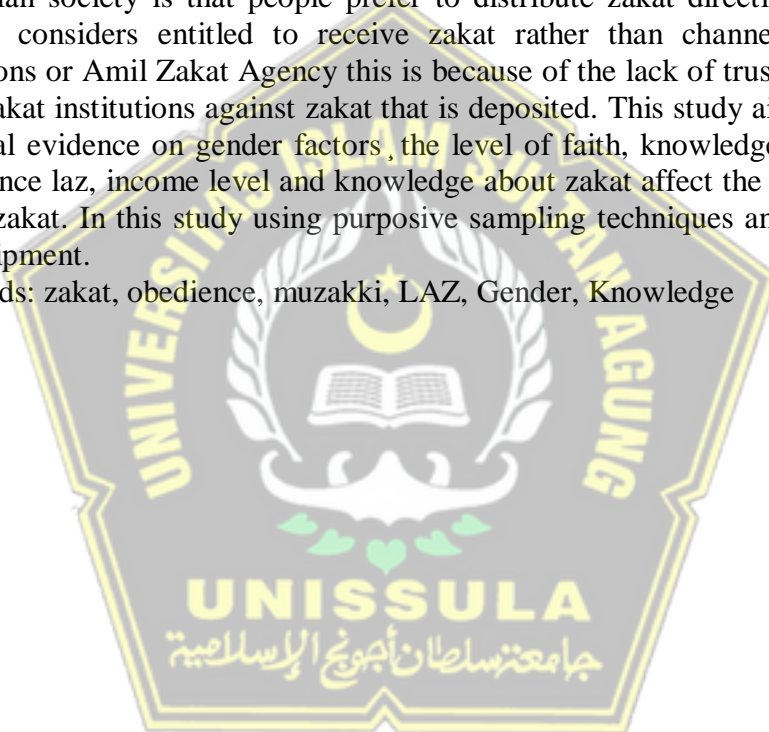 an society is that people prefer to distribute zakat directl
considers entitled to receive zakat rather than channe
ons or Amil Zakat Agency this is because of the lack of trus
akat institutions against zakat that is deposited. This study ai
al evidence on gender factors¸ the level of faith, knowledge
nce laz, income level and knowledge about zakat affect the
zakat. In this study using purposive sampling techniques an
ipment.
ds: zakat, obedience, muzakki, LAZ, Gender, Knowledge
UNIVERSITAS ISLAM SULTAN AGUNG
UNISSULA
جامعة سلطان أجونج الإسلامية